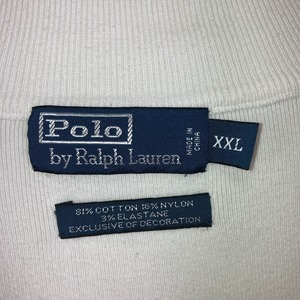 Polo
by Ralph Lauren
MADE IN
CHINA
XXL
81% COTTON 16% NYLON
3% ELASTANE
EXCLUSIVE OF DECORATION